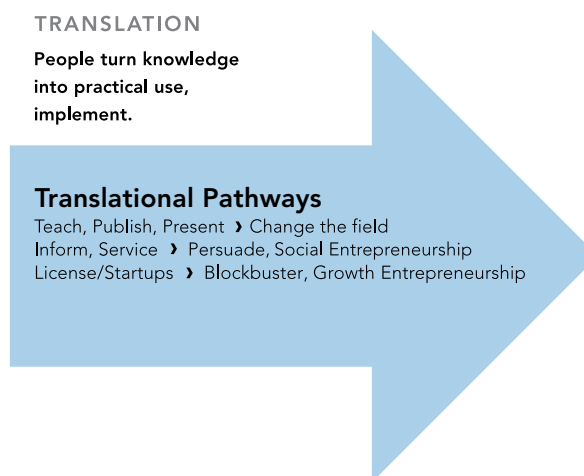 TRANSLATION
People turn knowledge
into practical use,
implement.
Translational Pathways
Teach, Publish, Present ❯ Change the field
Inform, Service ❯ Persuade, Social Entrepreneurship
License/Startups ❯ Blockbuster, Growth Entrepreneurship